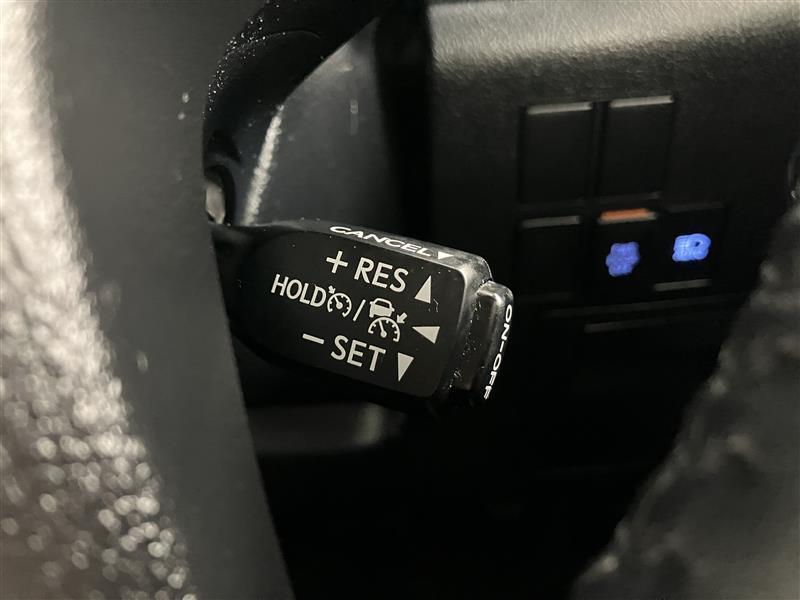 CANCEL▼
+ RES ▲
HOLD / ◀
− SET ▼
ON-OFF